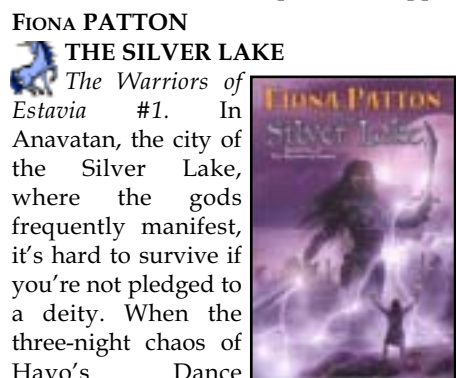 FIONA PATTON
THE SILVER LAKE
The Warriors of
Estavia #1. In
Anavatan, the city of
the Silver Lake,
where the gods
frequently manifest,
it’s hard to survive if
you’re not pledged to
a deity. When the
three-night chaos of
Havo’s Dance
FIONA PATTON
Silver Lake